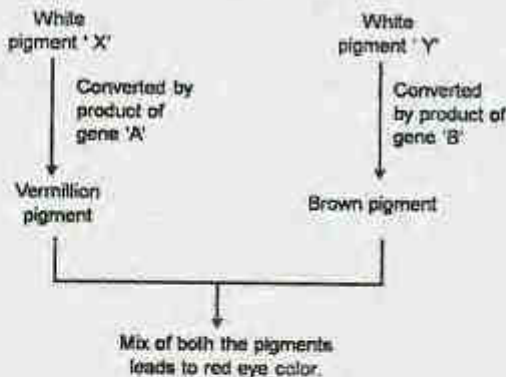 White
pigment ' X'
White
pigment ' Y'
Converted by
product of
gene 'A'
Converted
by product of
gene 'B'
Vermillion
pigment
Brown pigment
Mix of both the pigments
leads to red eye color.